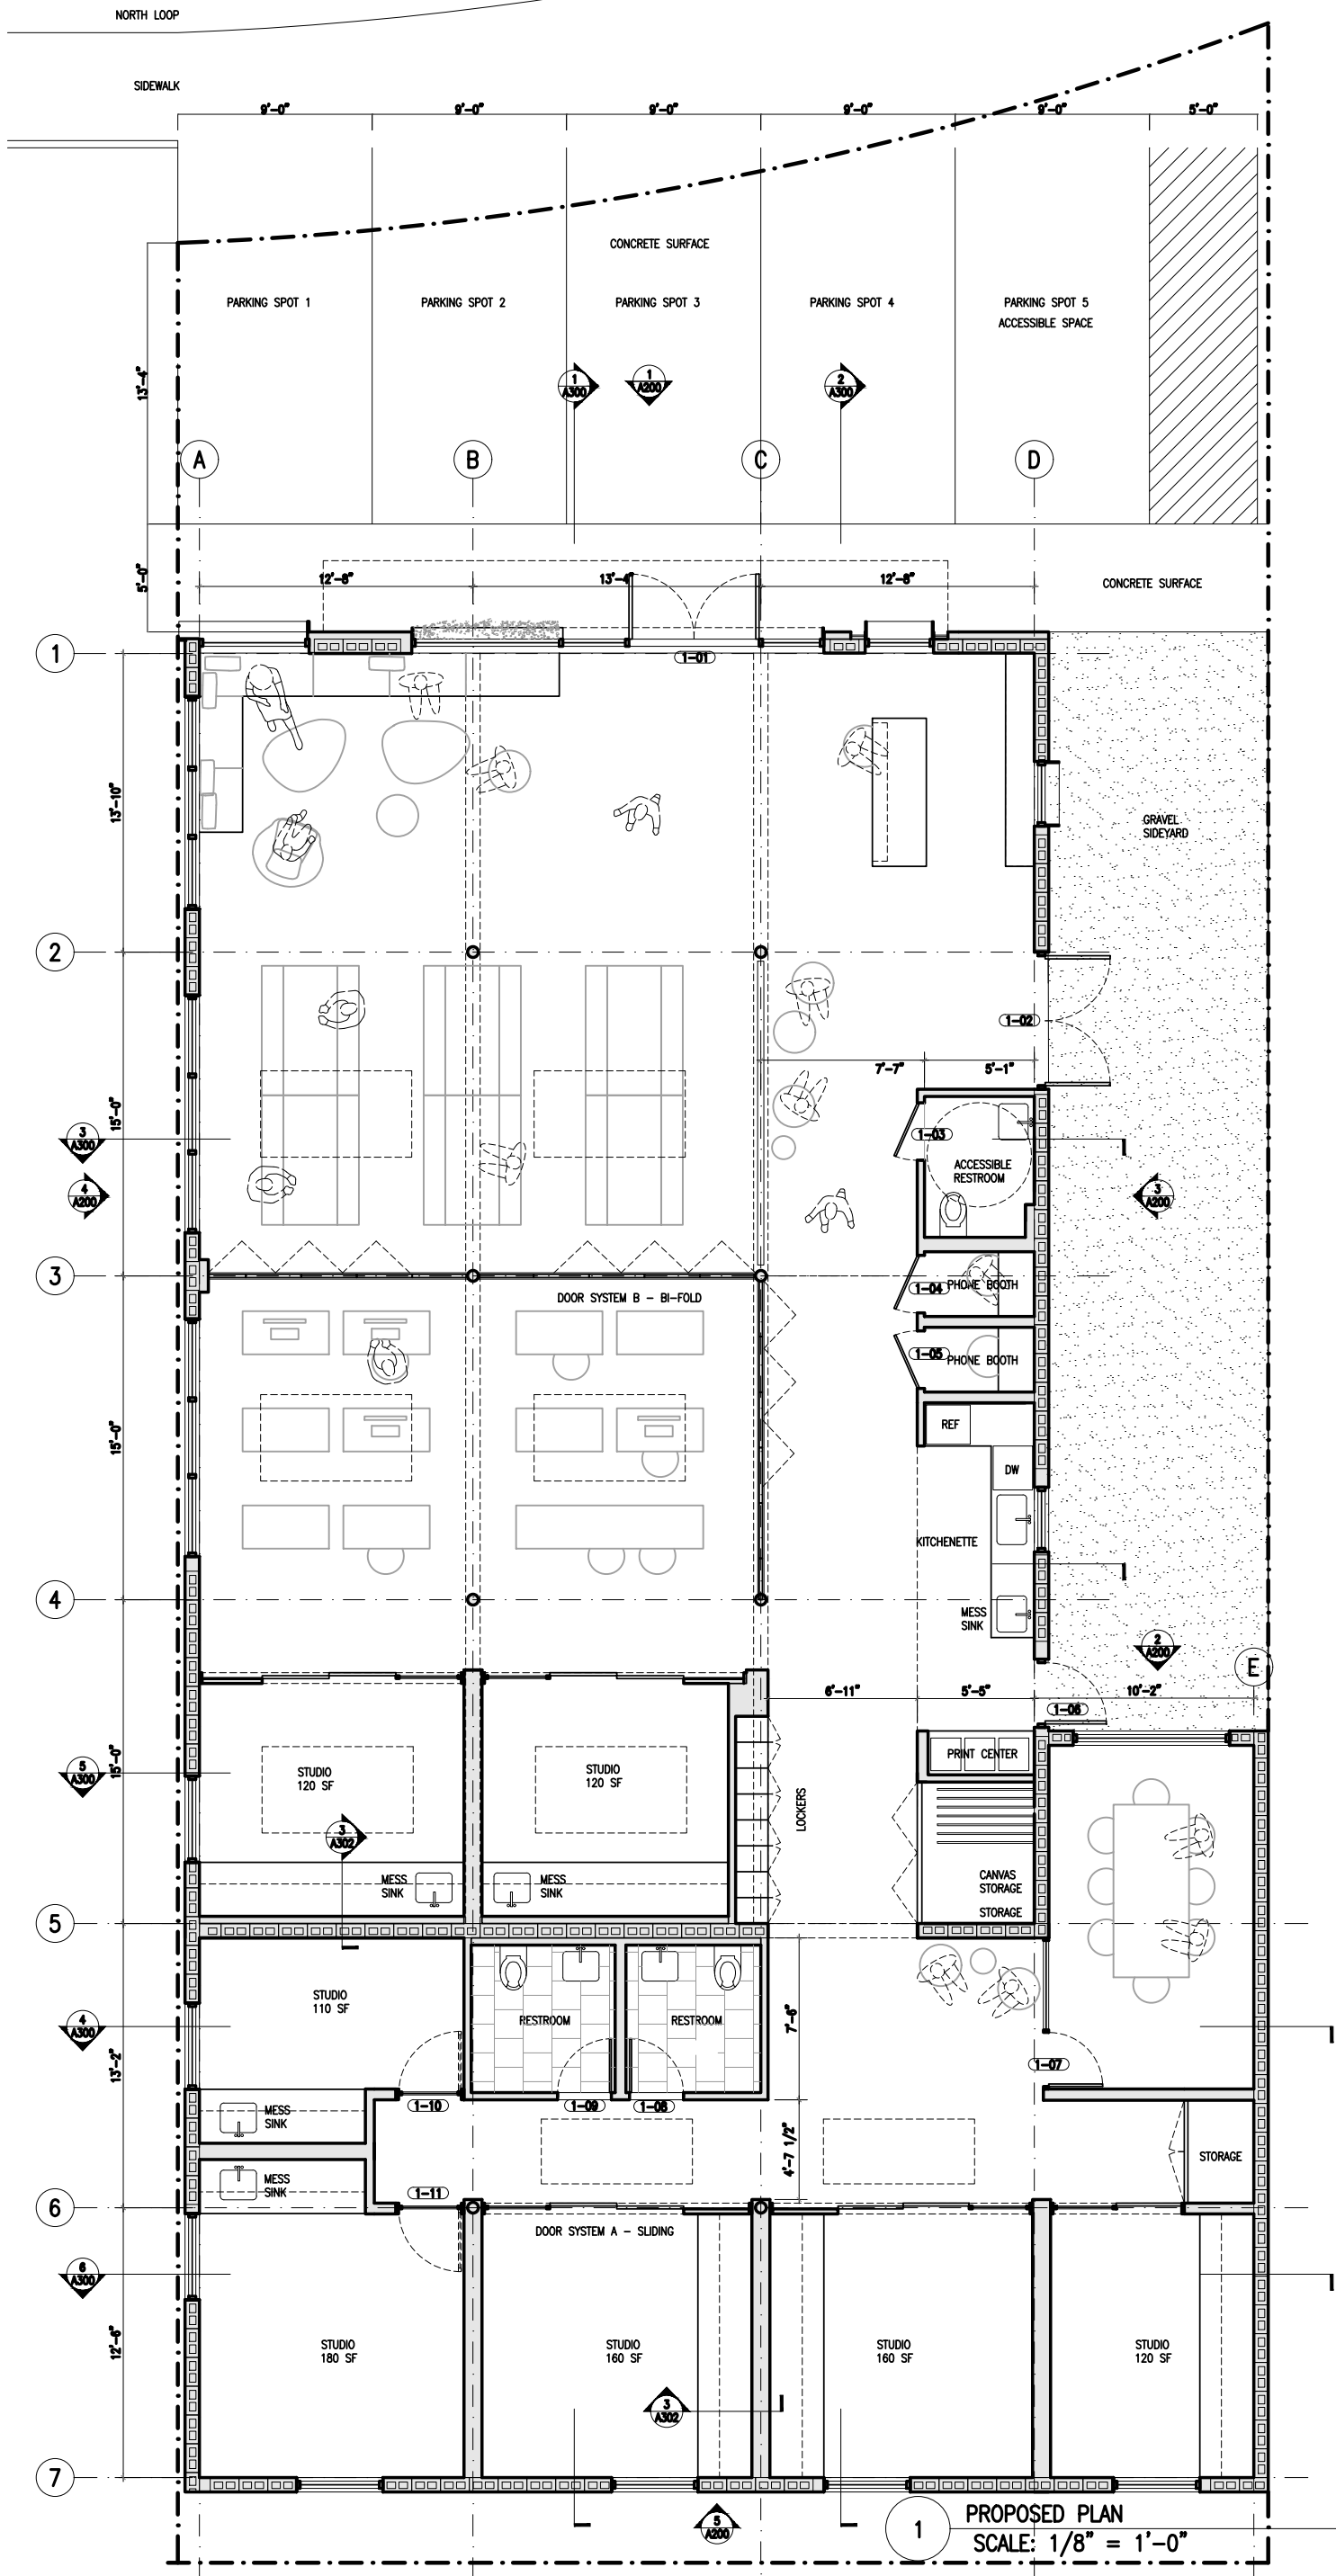 NORTH LOOP
SIDEWALK
9'-0"
9'-0"
9'-0"
9'-0"
9'-0"
5'-0"
CONCRETE SURFACE
PARKING SPOT 1
PARKING SPOT 2
PARKING SPOT 3
PARKING SPOT 4
PARKING SPOT 5
ACCESSIBLE SPACE
13'-4"
1
A300
1
A200
2
A300
A
B
C
D
5'-0"
12'-8"
13'-4"
12'-8"
CONCRETE SURFACE
1
1-01
13'-10"
GRAVEL
SIDEYARD
2
1-02
7'-7"
5'-1"
15'-0"
3
A300
1-03
ACCESSIBLE
RESTROOM
4
A200
3
A200
3
1-04
PHONE BOOTH
DOOR SYSTEM B - BI-FOLD
1-05
PHONE BOOTH
15'-0"
REF
DW
KITCHENETTE
4
MESS
SINK
2
A200
E
6'-11"
5'-5"
10'-2"
1-06
15'-0"
5
A300
STUDIO
120 SF
STUDIO
120 SF
PRINT CENTER
LOCKERS
3
A302
MESS
SINK
MESS
SINK
CANVAS
STORAGE
STORAGE
5
STUDIO
110 SF
RESTROOM
RESTROOM
7'-6"
4
A300
13'-2"
1-07
1-10
1-09
1-08
MESS
SINK
4'-7 1/2"
STORAGE
MESS
SINK
1-11
6
DOOR SYSTEM A - SLIDING
6
A300
12'-6"
STUDIO
180 SF
STUDIO
160 SF
STUDIO
160 SF
STUDIO
120 SF
3
A302
7
5
A200
1
PROPOSED PLAN
SCALE: 1/8" = 1'-0"